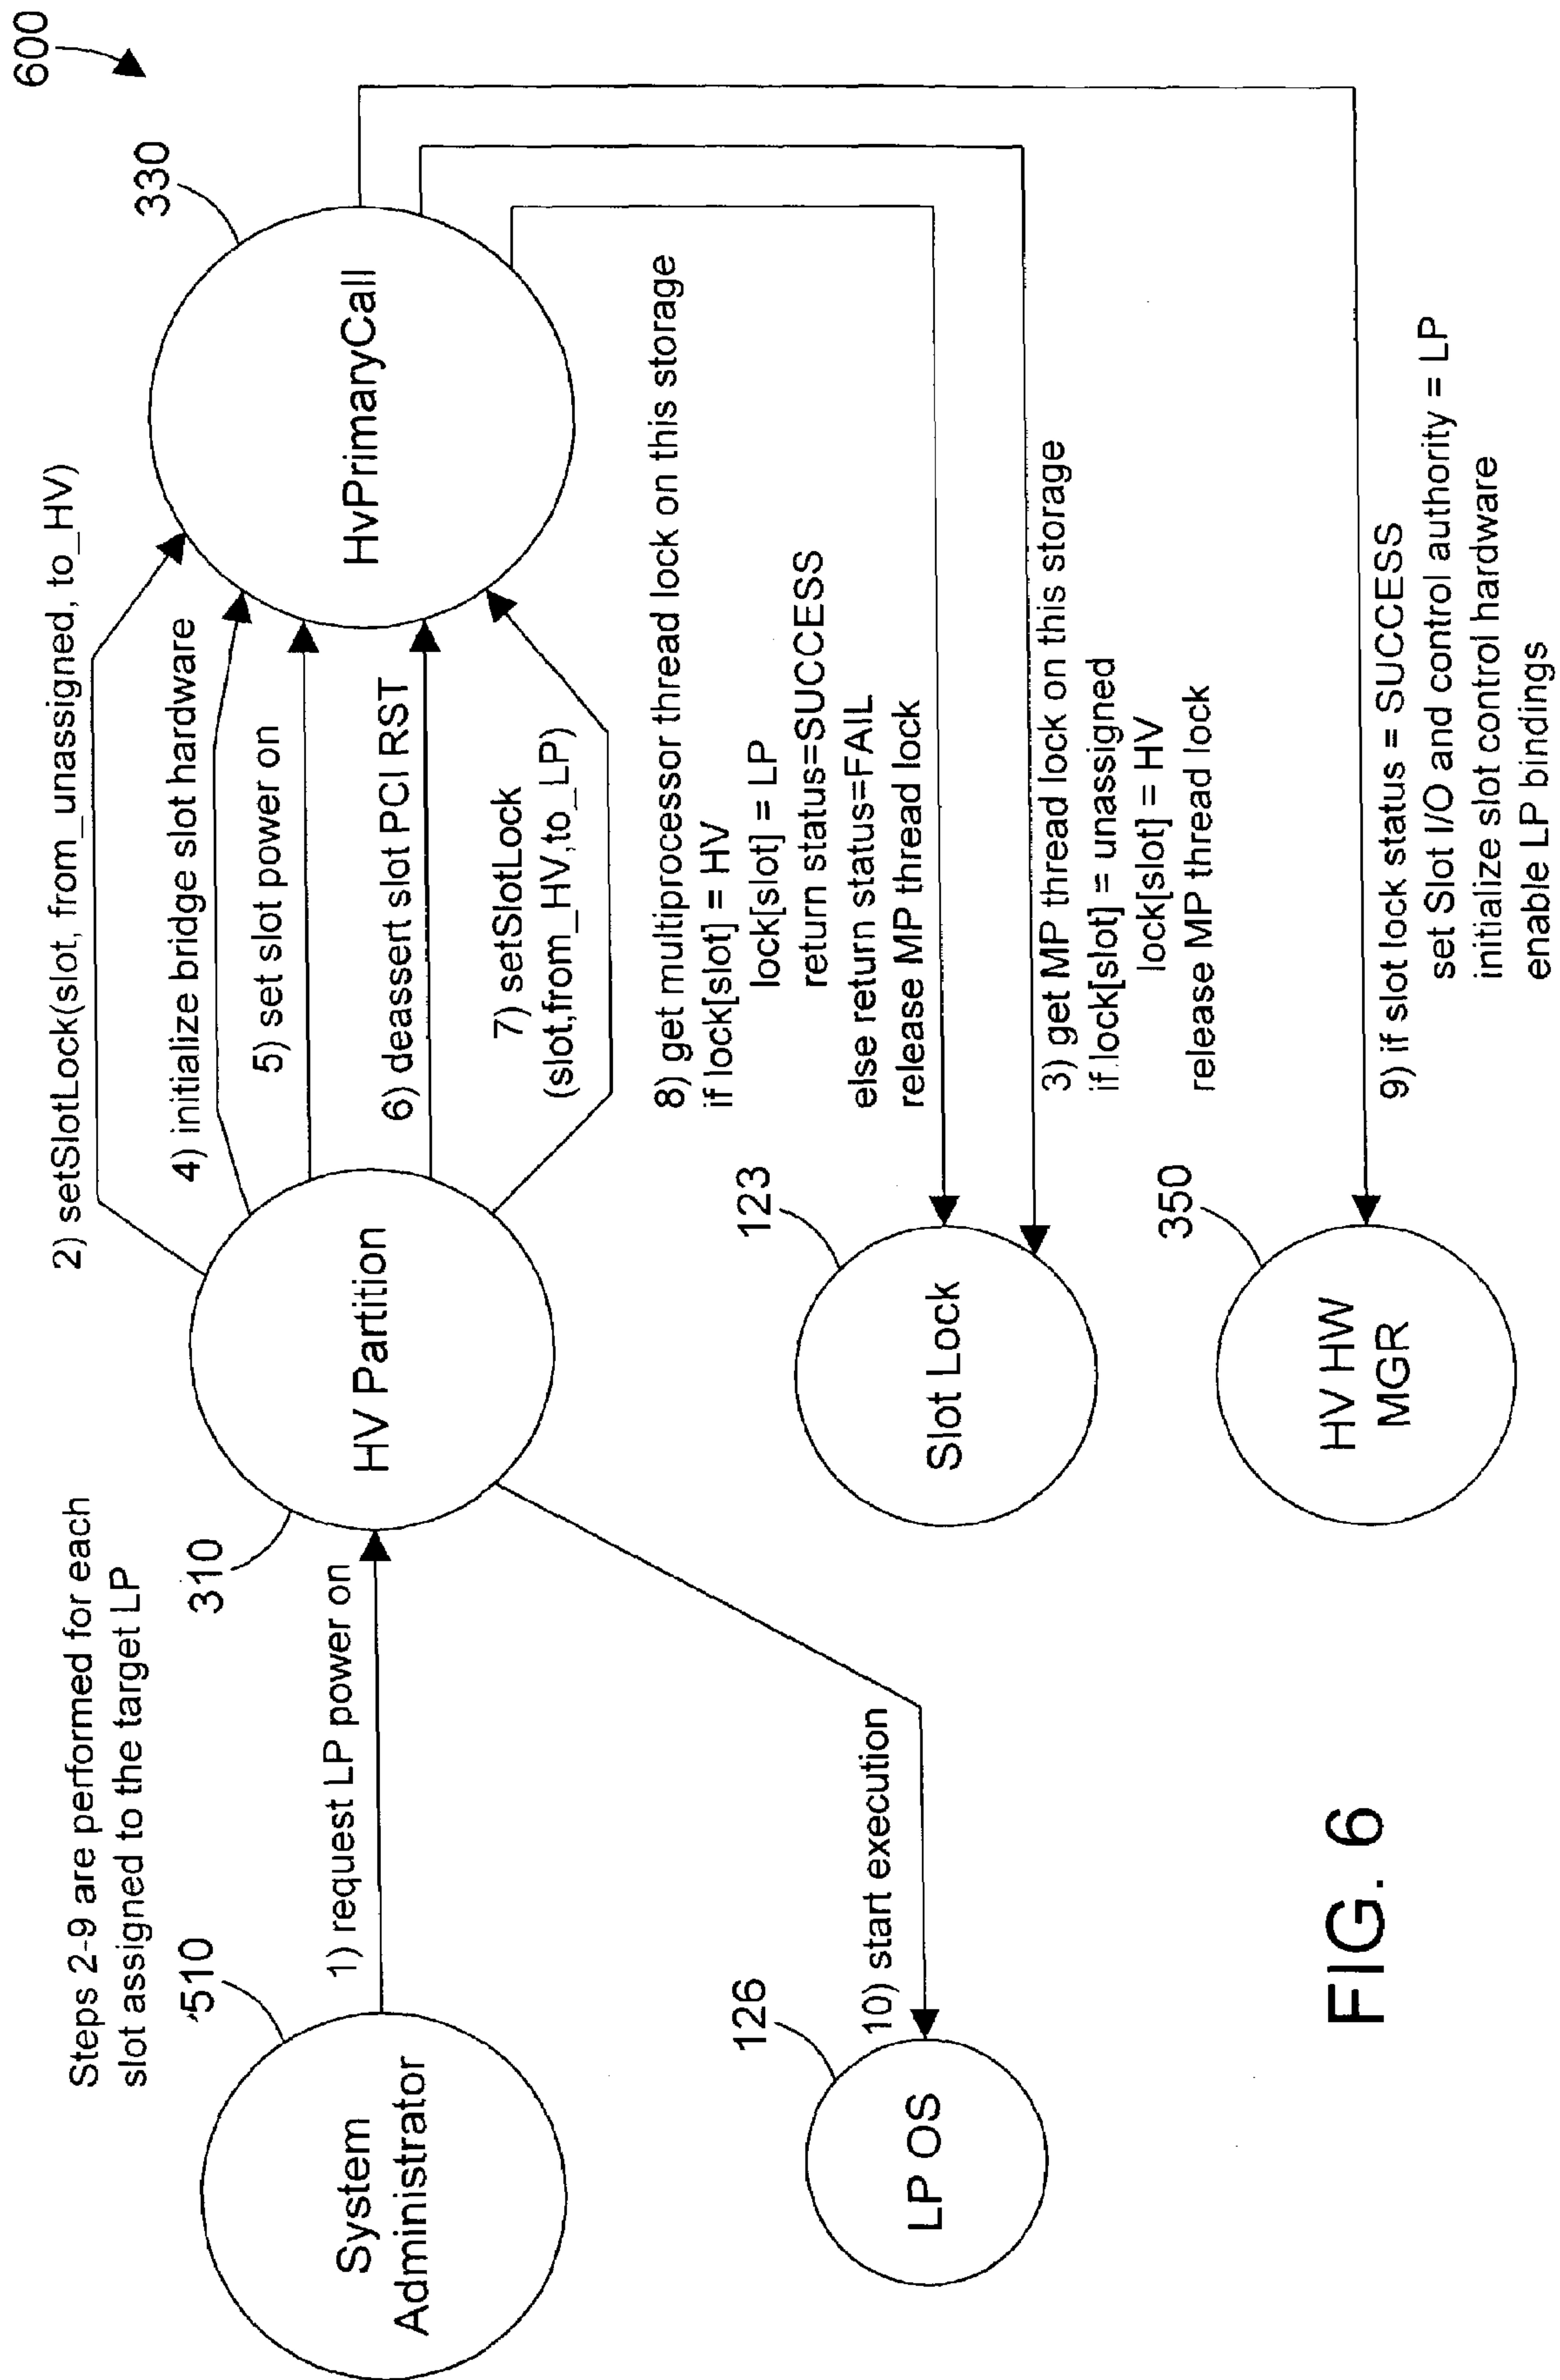 600
Steps 2-9 are performed for each
slot assigned to the target LP
510
System
Administrator
1) request LP power on
310
HV Partition
2) setSlotLock(slot, from_unassigned, to_HV)
4) initialize bridge slot hardware
5) set slot power on
6) deassert slot PCI RST
7) setSlotLock
(slot,from_HV,to_LP)
330
HvPrimaryCall
8) get multiprocessor thread lock on this storage
if lock[slot] = HV
lock[slot] = LP
return status=SUCCESS
else return status=FAIL
release MP thread lock
123
Slot Lock
3) get MP thread lock on this storage
if lock[slot] = unassigned
lock[slot] = HV
release MP thread lock
350
HV HW
MGR
9) if slot lock status = SUCCESS
set Slot I/O and control authority = LP
initialize slot control hardware
enable LP bindings
126
LP OS
10) start execution
FIG. 6